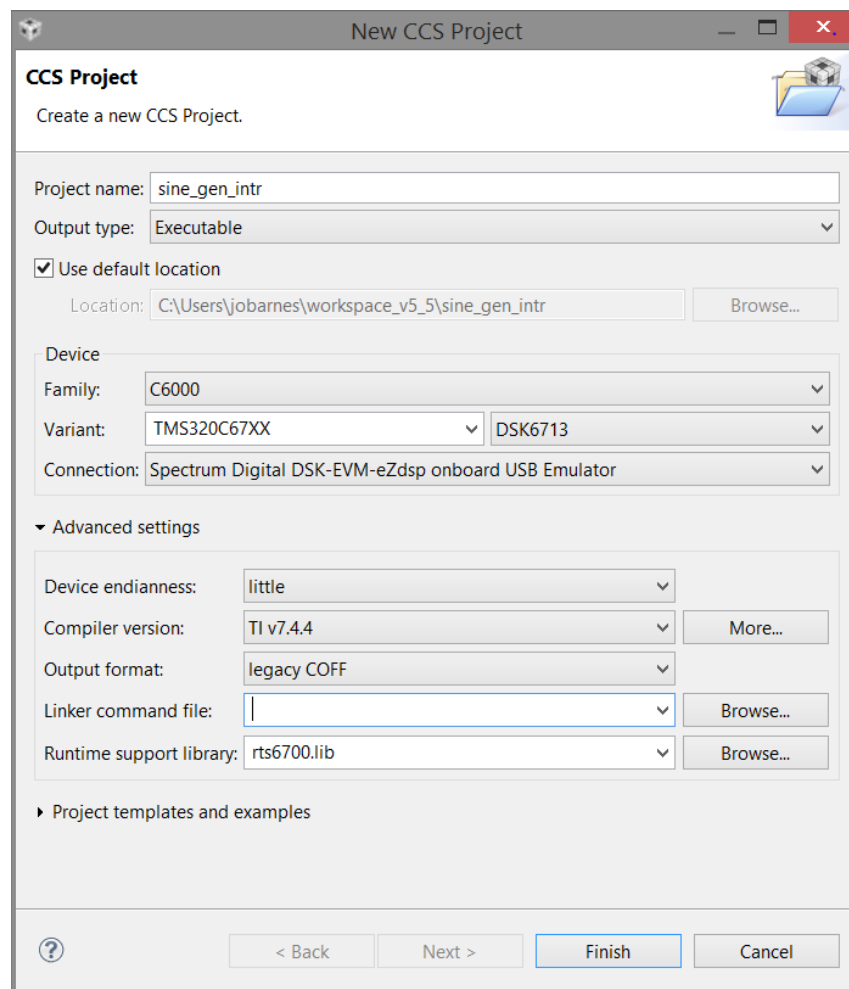 New CCS Project
CCS Project
Create a new CCS Project.
Project name: sine_gen_intr
Output type: Executable
Use default location
Location: C:\Users\jobarnes\workspace_v5_5\sine_gen_intr Browse...
Device
Family: C6000
Variant: TMS320C67XX DSK6713
Connection: Spectrum Digital DSK-EVM-eZdsp onboard USB Emulator
Advanced settings
Device endianness: little
Compiler version: TI v7.4.4 More...
Output format: legacy COFF
Linker command file: Browse...
Runtime support library: rts6700.lib Browse...
Project templates and examples
? < Back Next > Finish Cancel